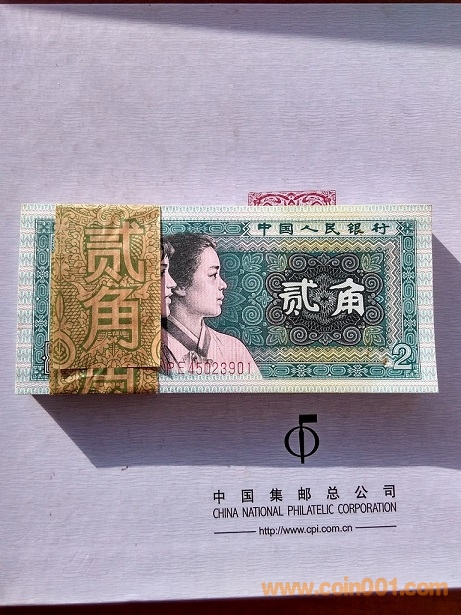 中国人民银行
贰角
贰角
PE45028901
2
中国集邮总公司
CHINA NATIONAL PHILATELIC CORPORATION
http://www.cpi.com.cn
www.coin001.com